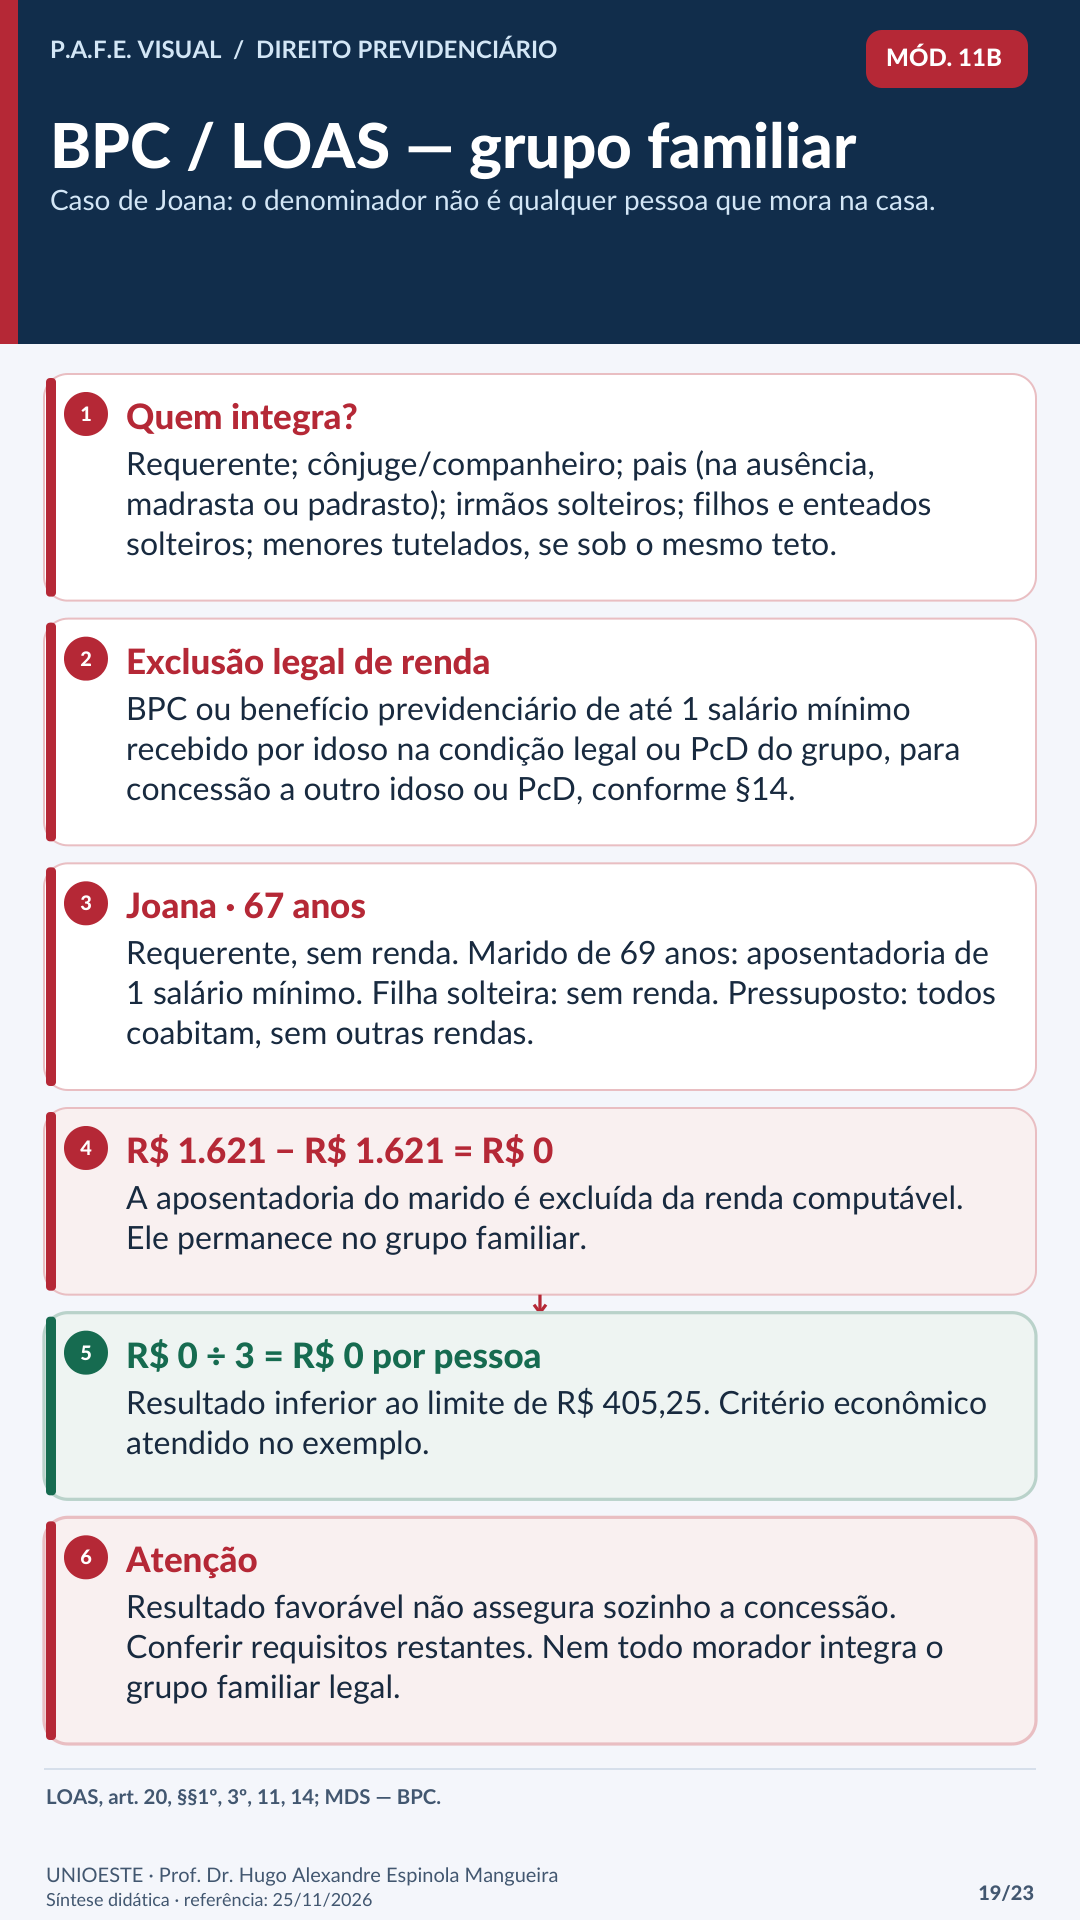 P.A.F.E. VISUAL / DIREITO PREVIDENCIÁRIO
MÓD. 11B
BPC / LOAS — grupo familiar
Caso de Joana: o denominador não é qualquer pessoa que mora na casa.
1
Quem integra?
Requerente; cônjuge/companheiro; pais (na ausência,
madrasta ou padrasto); irmãos solteiros; filhos e enteados
solteiros; menores tutelados, se sob o mesmo teto.
2
Exclusão legal de renda
BPC ou benefício previdenciário de até 1 salário mínimo
recebido por idoso na condição legal ou PcD do grupo, para
concessão a outro idoso ou PcD, conforme §14.
3
Joana · 67 anos
Requerente, sem renda. Marido de 69 anos: aposentadoria de
1 salário mínimo. Filha solteira: sem renda. Pressuposto: todos
coabitam, sem outras rendas.
4
R$ 1.621 − R$ 1.621 = R$ 0
A aposentadoria do marido é excluída da renda computável.
Ele permanece no grupo familiar.
↓
5
R$ 0 ÷ 3 = R$ 0 por pessoa
Resultado inferior ao limite de R$ 405,25. Critério econômico
atendido no exemplo.
6
Atenção
Resultado favorável não assegura sozinho a concessão.
Conferir requisitos restantes. Nem todo morador integra o
grupo familiar legal.
LOAS, art. 20, §§1º, 3º, 11, 14; MDS — BPC.
UNIOESTE · Prof. Dr. Hugo Alexandre Espinola Mangueira
Síntese didática · referência: 25/11/2026
19/23